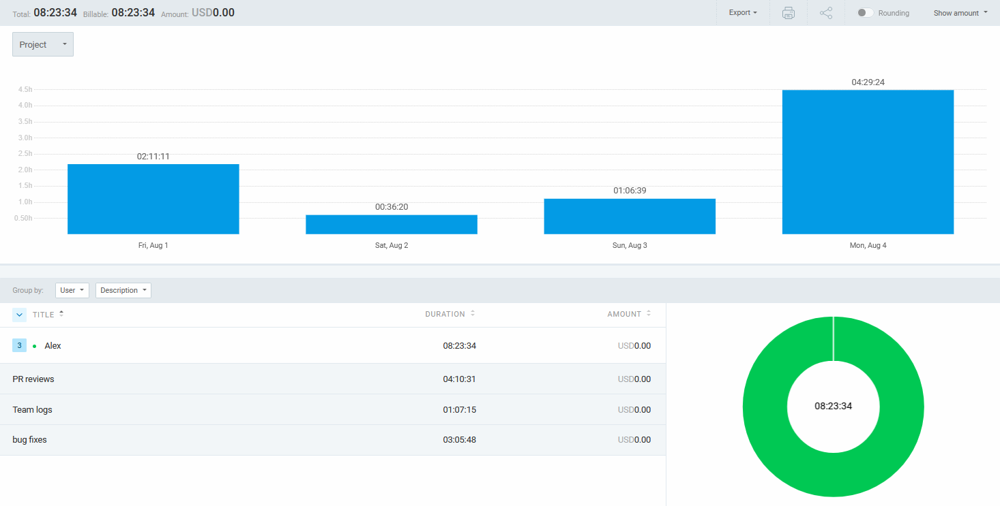 Total: 08:23:34 Billable: 08:23:34 Amount: USD0.00 Export Rounding Show amount
Project
04:29:24
4.5h
4.0h
3.5h
3.0h
2.5h
02:11:11
2.0h
1.5h
01:06:39
1.0h
00:36:20
0.50h
Fri, Aug 1 Sat, Aug 2 Sun, Aug 3 Mon, Aug 4
Group by: User Description
TITLE DURATION AMOUNT
3 Alex 08:23:34 USD0.00
PR reviews 04:10:31 USD0.00
Team logs 01:07:15 USD0.00
bug fixes 03:05:48 USD0.00
08:23:34